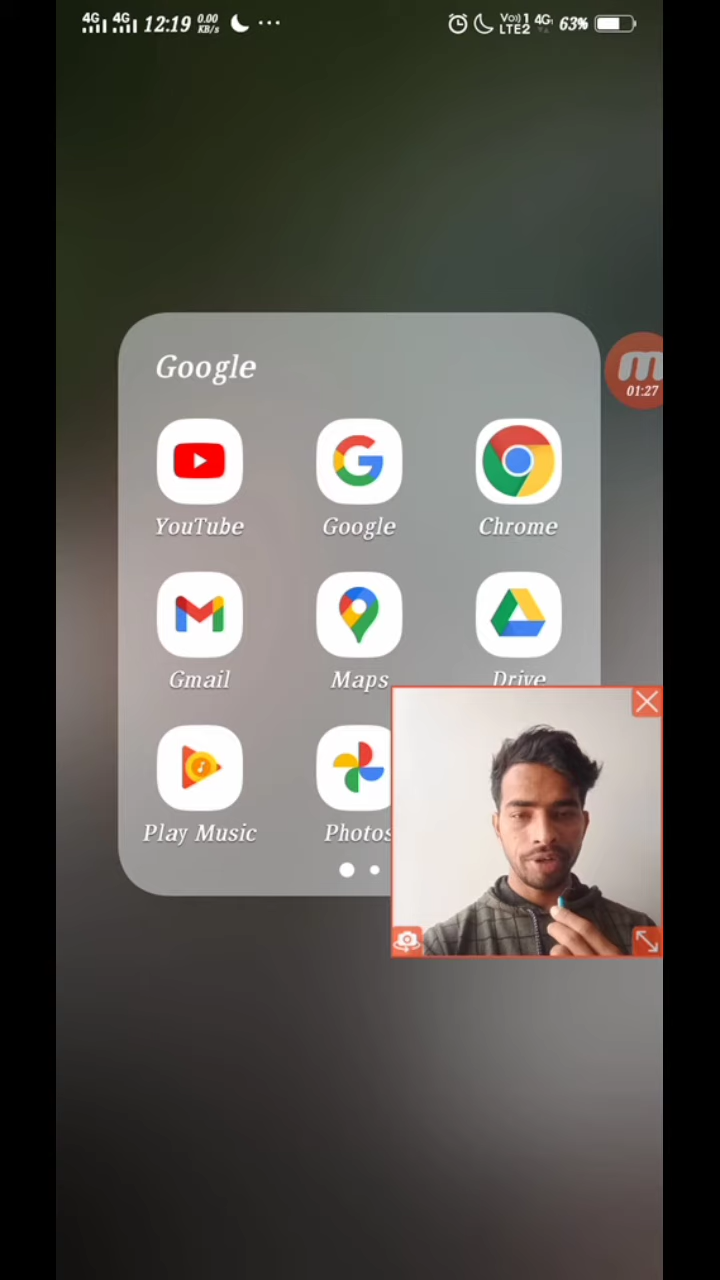 4G 4G 12:19 0.00 KB/s ... Vo)) 1 LTE2 4G 63%
Google
01:27
YouTube Google Chrome
Gmail Maps Drive
Play Music Photos